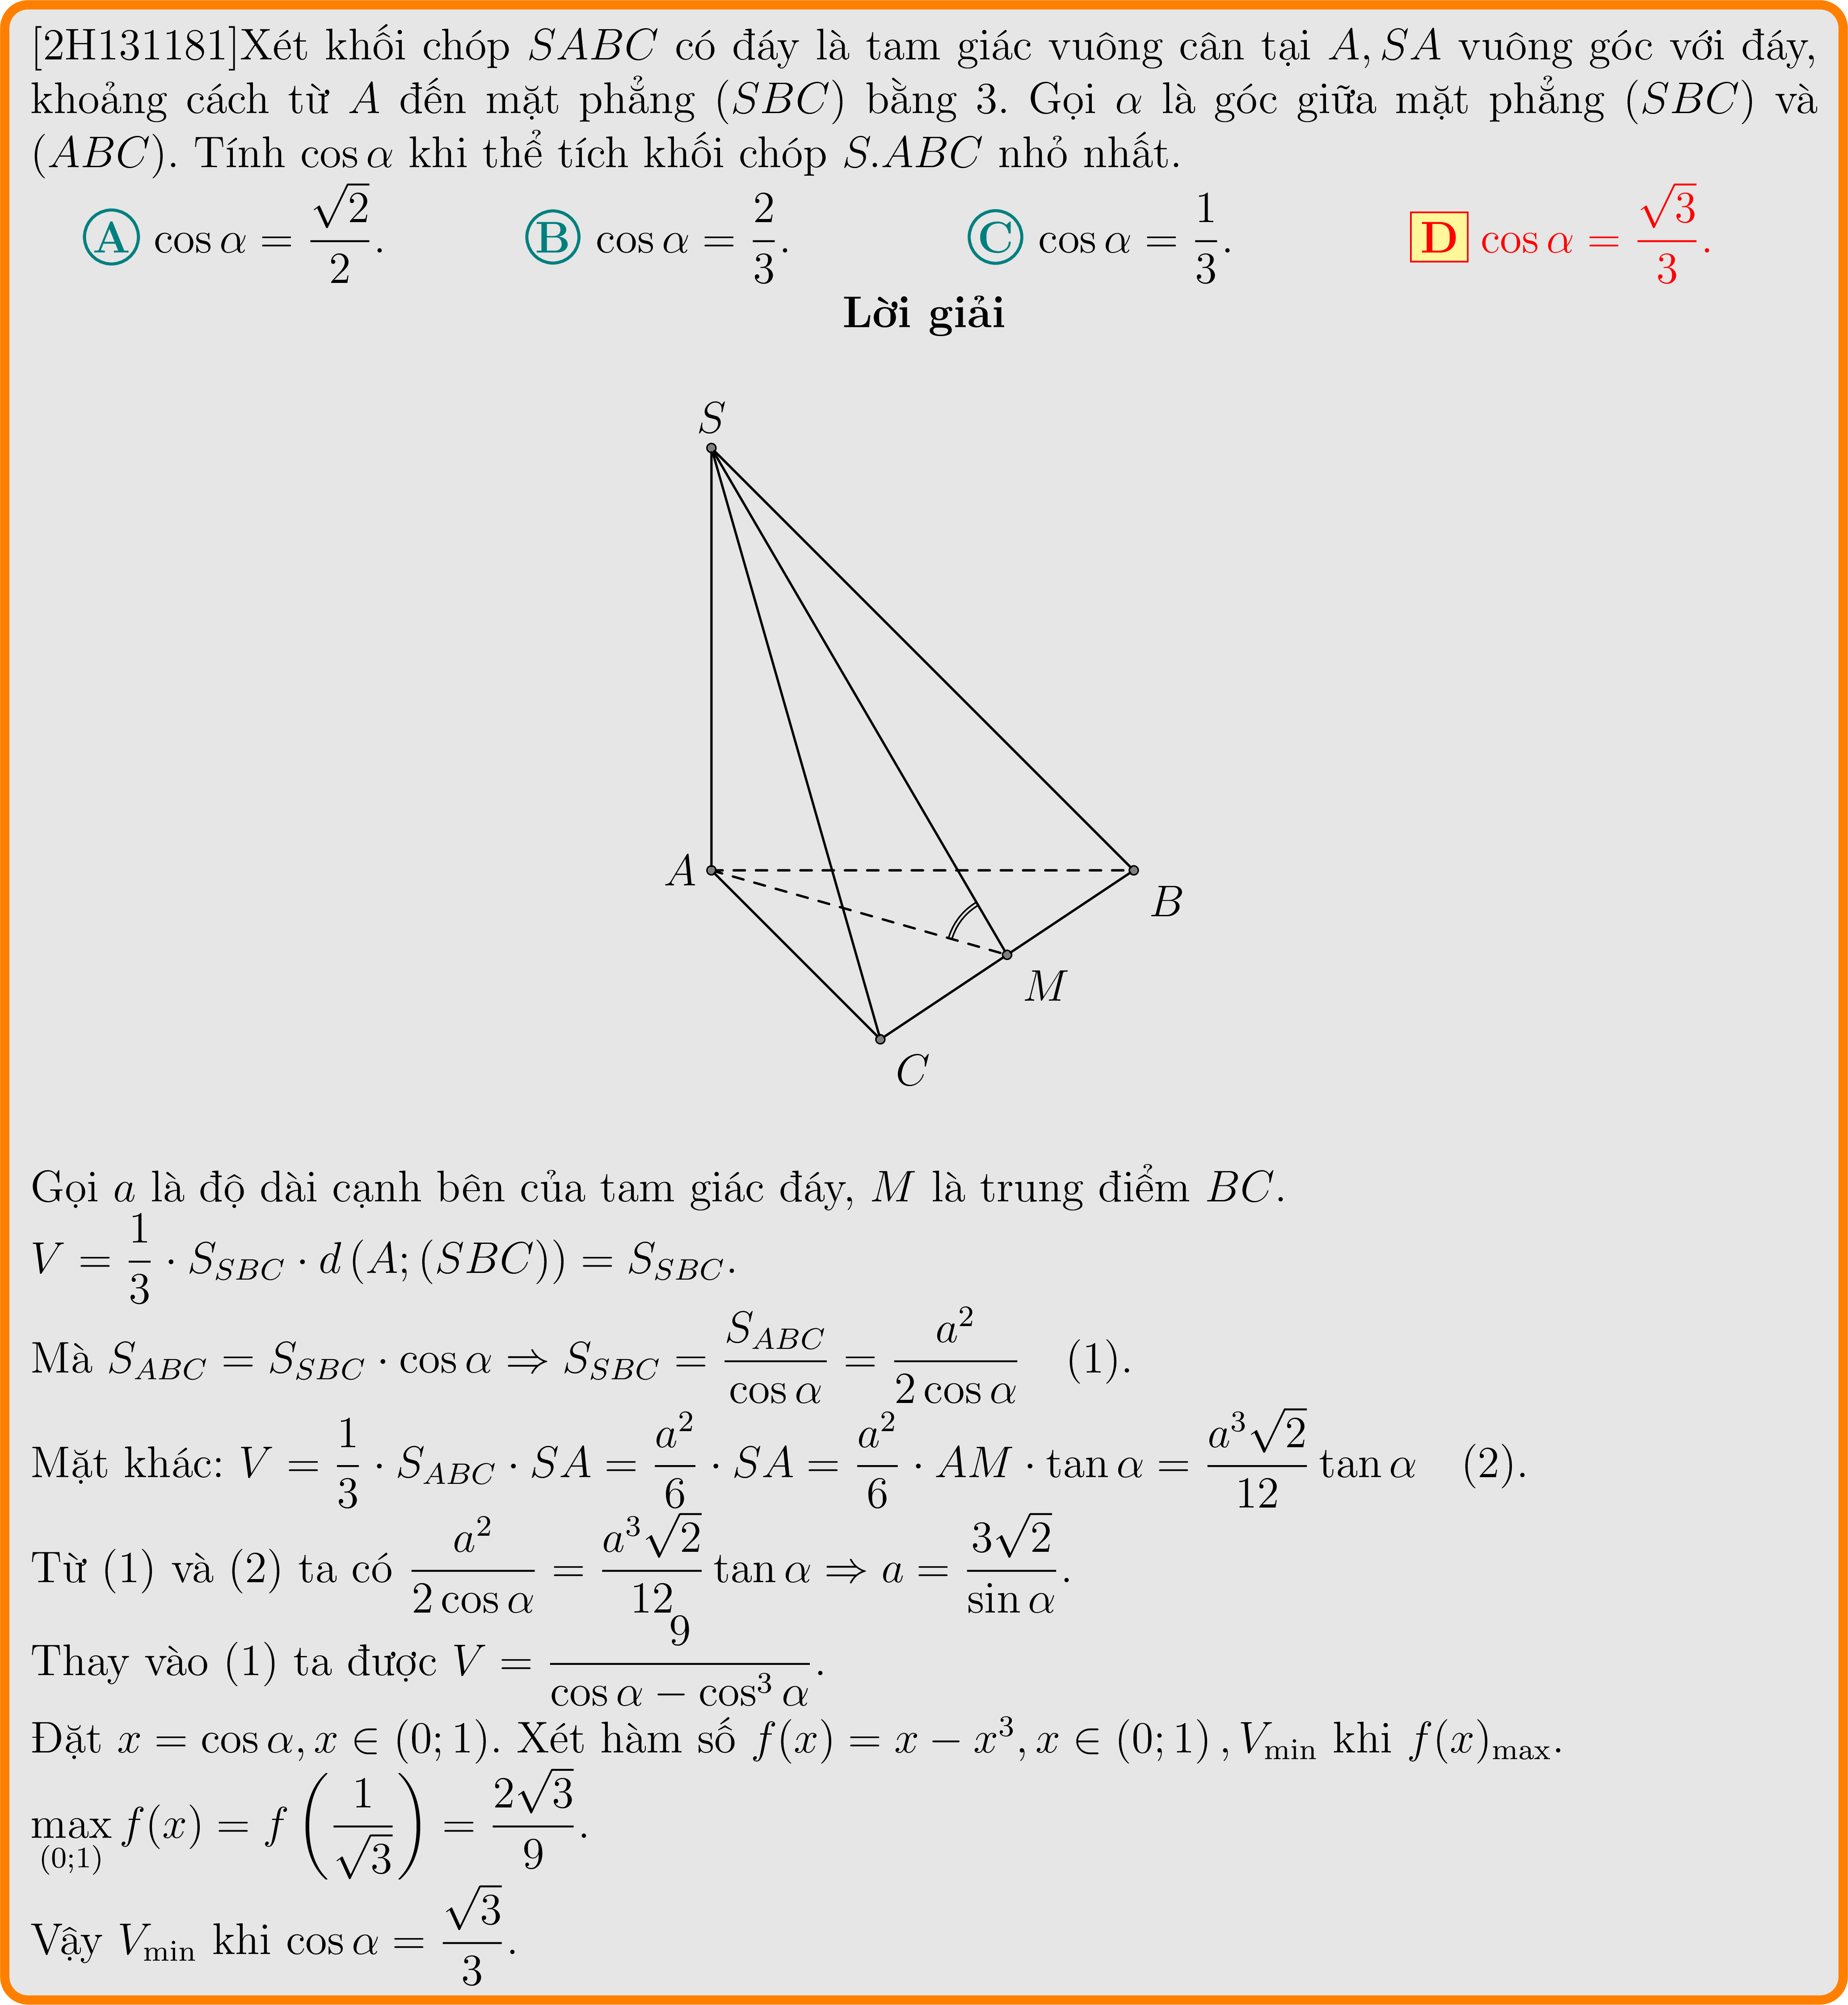 [2H131181]Xét khối chóp $SABC$ có đáy là tam giác vuông cân tại $A, SA$ vuông góc với đáy,
khoảng cách từ $A$ đến mặt phẳng $(SBC)$ bằng 3. Gọi $\alpha$ là góc giữa mặt phẳng $(SBC)$ và
$(ABC)$. Tính $\cos\alpha$ khi thể tích khối chóp $S.ABC$ nhỏ nhất.
A $\cos\alpha = \frac{\sqrt{2}}{2}$. B $\cos\alpha = \frac{2}{3}$. C $\cos\alpha = \frac{1}{3}$. D $\cos\alpha = \frac{\sqrt{3}}{3}$.
Lời giải
S
A
B
M
C
Gọi $a$ là độ dài cạnh bên của tam giác đáy, $M$ là trung điểm $BC$.
$V = \frac{1}{3} \cdot S_{SBC} \cdot d\,(A; (SBC)) = S_{SBC}$.
Mà $S_{ABC} = S_{SBC} \cdot \cos\alpha \Rightarrow S_{SBC} = \frac{S_{ABC}}{\cos\alpha} = \frac{a^2}{2\cos\alpha}$ (1).
Mặt khác: $V = \frac{1}{3} \cdot S_{ABC} \cdot SA = \frac{a^2}{6} \cdot SA = \frac{a^2}{6} \cdot AM \cdot \tan\alpha = \frac{a^3\sqrt{2}}{12} \tan\alpha$ (2).
Từ (1) và (2) ta có $\frac{a^2}{2\cos\alpha} = \frac{a^3\sqrt{2}}{12} \tan\alpha \Rightarrow a = \frac{3\sqrt{2}}{\sin\alpha}$.
Thay vào (1) ta được $V = \frac{9}{\cos\alpha - \cos^3\alpha}$.
Đặt $x = \cos\alpha, x \in (0; 1)$. Xét hàm số $f(x) = x - x^3, x \in (0; 1), V_{\min}$ khi $f(x)_{\max}$.
$\max_{(0;1)} f(x) = f\left(\frac{1}{\sqrt{3}}\right) = \frac{2\sqrt{3}}{9}$.
Vậy $V_{\min}$ khi $\cos\alpha = \frac{\sqrt{3}}{3}$.